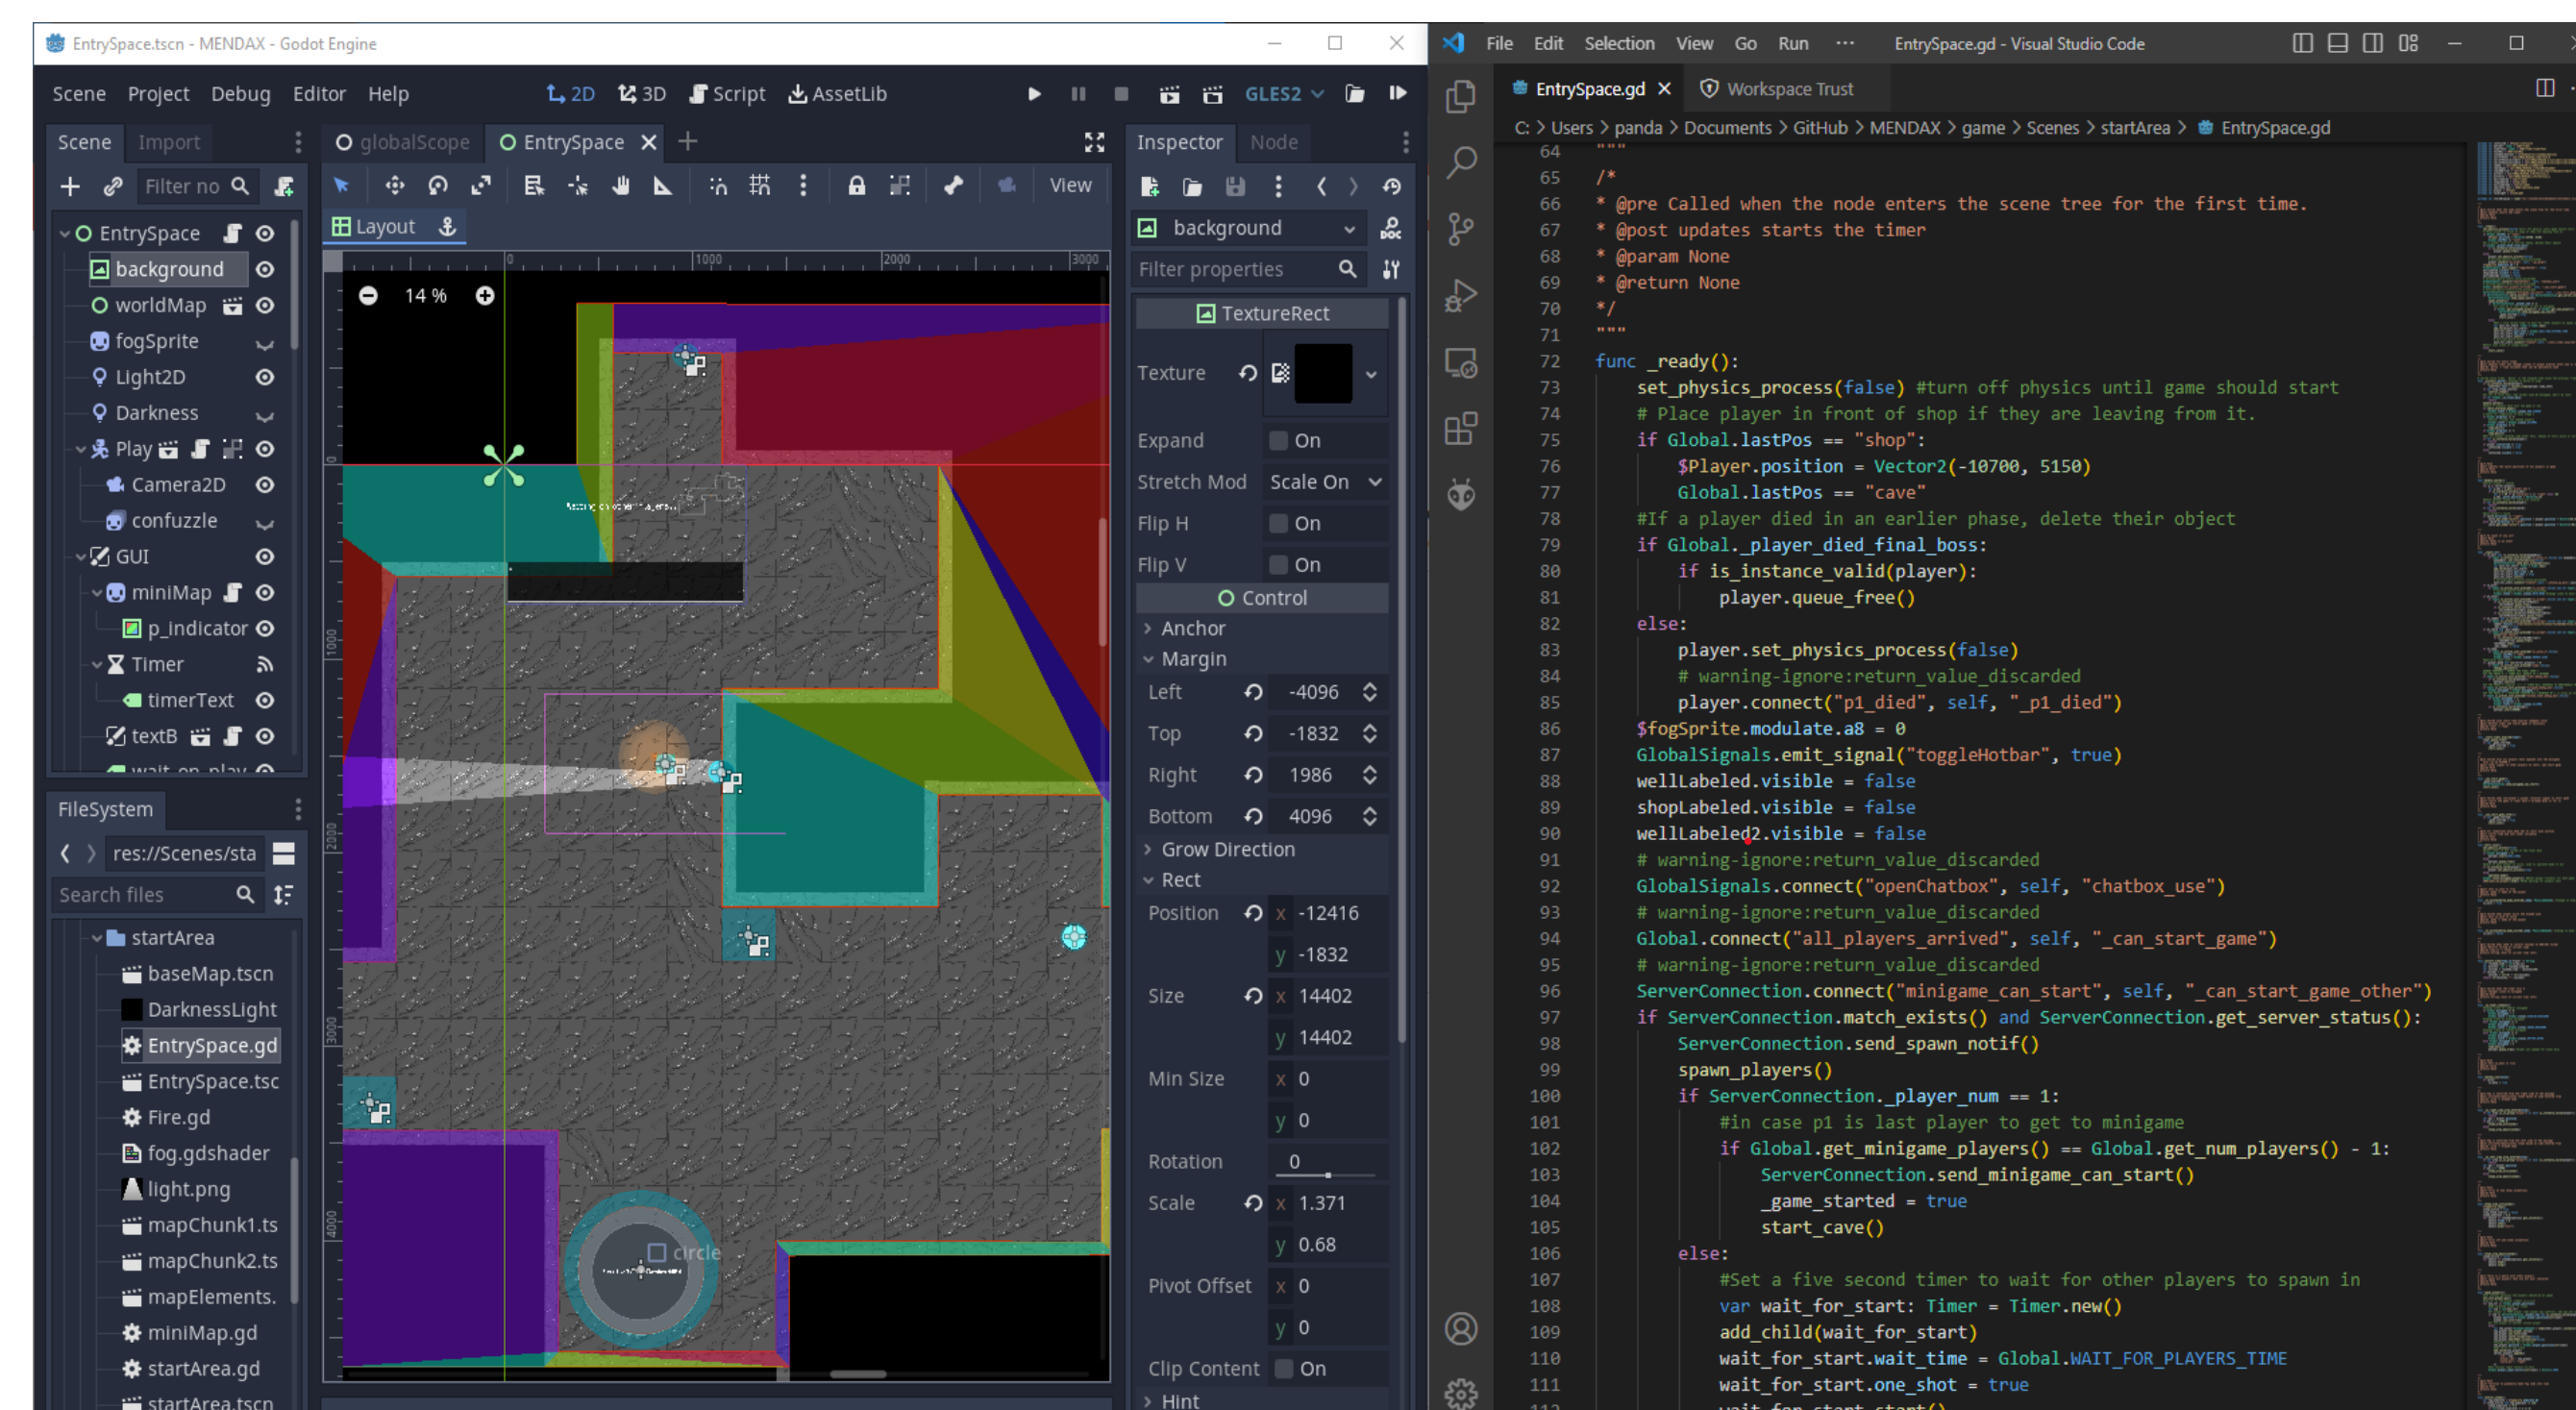 EntrySpace.tscn - MENDAX - Godot Engine
Scene Project Debug Editor Help
2D 3D Script AssetLib
GLES2
Scene Import
Filter no
EntrySpace
background
worldMap
fogSprite
Light2D
Darkness
Play
Camera2D
confuzzle
GUI
miniMap
p_indicator
Timer
timerText
textB
FileSystem
res://Scenes/sta
Search files
startArea
baseMap.tscn
DarknessLight
EntrySpace.gd
EntrySpace.tsc
Fire.gd
fog.gdshader
light.png
mapChunk1.ts
mapChunk2.ts
mapElements.
miniMap.gd
startArea.gd
startArea.tscn
globalScope EntrySpace
View
Layout
0 1000 2000 3000
14 %
0
1000
2000
3000
4000
circle
Inspector Node
background
DOC
Filter properties
TextureRect
Texture
Expand On
Stretch Mod Scale On
Flip H On
Flip V On
Control
Anchor
Margin
Left -4096
Top -1832
Right 1986
Bottom 4096
Grow Direction
Rect
Position x -12416
y -1832
Size x 14402
y 14402
Min Size x 0
y 0
Rotation 0
Scale x 1.371
y 0.68
Pivot Offset x 0
y 0
Clip Content On
Hint
File Edit Selection View Go Run ··· EntrySpace.gd - Visual Studio Code
EntrySpace.gd Workspace Trust
C: > Users > panda > Documents > GitHub > MENDAX > game > Scenes > startArea > EntrySpace.gd
64 """
65 /*
66 * @pre Called when the node enters the scene tree for the first time.
67 * @post updates starts the timer
68 * @param None
69 * @return None
70 */
71 """
72 func _ready():
73 set_physics_process(false) #turn off physics until game should start
74 # Place player in front of shop if they are leaving from it.
75 if Global.lastPos == "shop":
76 $Player.position = Vector2(-10700, 5150)
77 Global.lastPos == "cave"
78 #If a player died in an earlier phase, delete their object
79 if Global._player_died_final_boss:
80 if is_instance_valid(player):
81 player.queue_free()
82 else:
83 player.set_physics_process(false)
84 # warning-ignore:return_value_discarded
85 player.connect("p1_died", self, "_p1_died")
86 $fogSprite.modulate.a8 = 0
87 GlobalSignals.emit_signal("toggleHotbar", true)
88 wellLabeled.visible = false
89 shopLabeled.visible = false
90 wellLabeled2.visible = false
91 # warning-ignore:return_value_discarded
92 GlobalSignals.connect("openChatbox", self, "chatbox_use")
93 # warning-ignore:return_value_discarded
94 Global.connect("all_players_arrived", self, "_can_start_game")
95 # warning-ignore:return_value_discarded
96 ServerConnection.connect("minigame_can_start", self, "_can_start_game_other")
97 if ServerConnection.match_exists() and ServerConnection.get_server_status():
98 ServerConnection.send_spawn_notif()
99 spawn_players()
100 if ServerConnection._player_num == 1:
101 #in case p1 is last player to get to minigame
102 if Global.get_minigame_players() == Global.get_num_players() - 1:
103 ServerConnection.send_minigame_can_start()
104 _game_started = true
105 start_cave()
106 else:
107 #Set a five second timer to wait for other players to spawn in
108 var wait_for_start: Timer = Timer.new()
109 add_child(wait_for_start)
110 wait_for_start.wait_time = Global.WAIT_FOR_PLAYERS_TIME
111 wait_for_start.one_shot = true